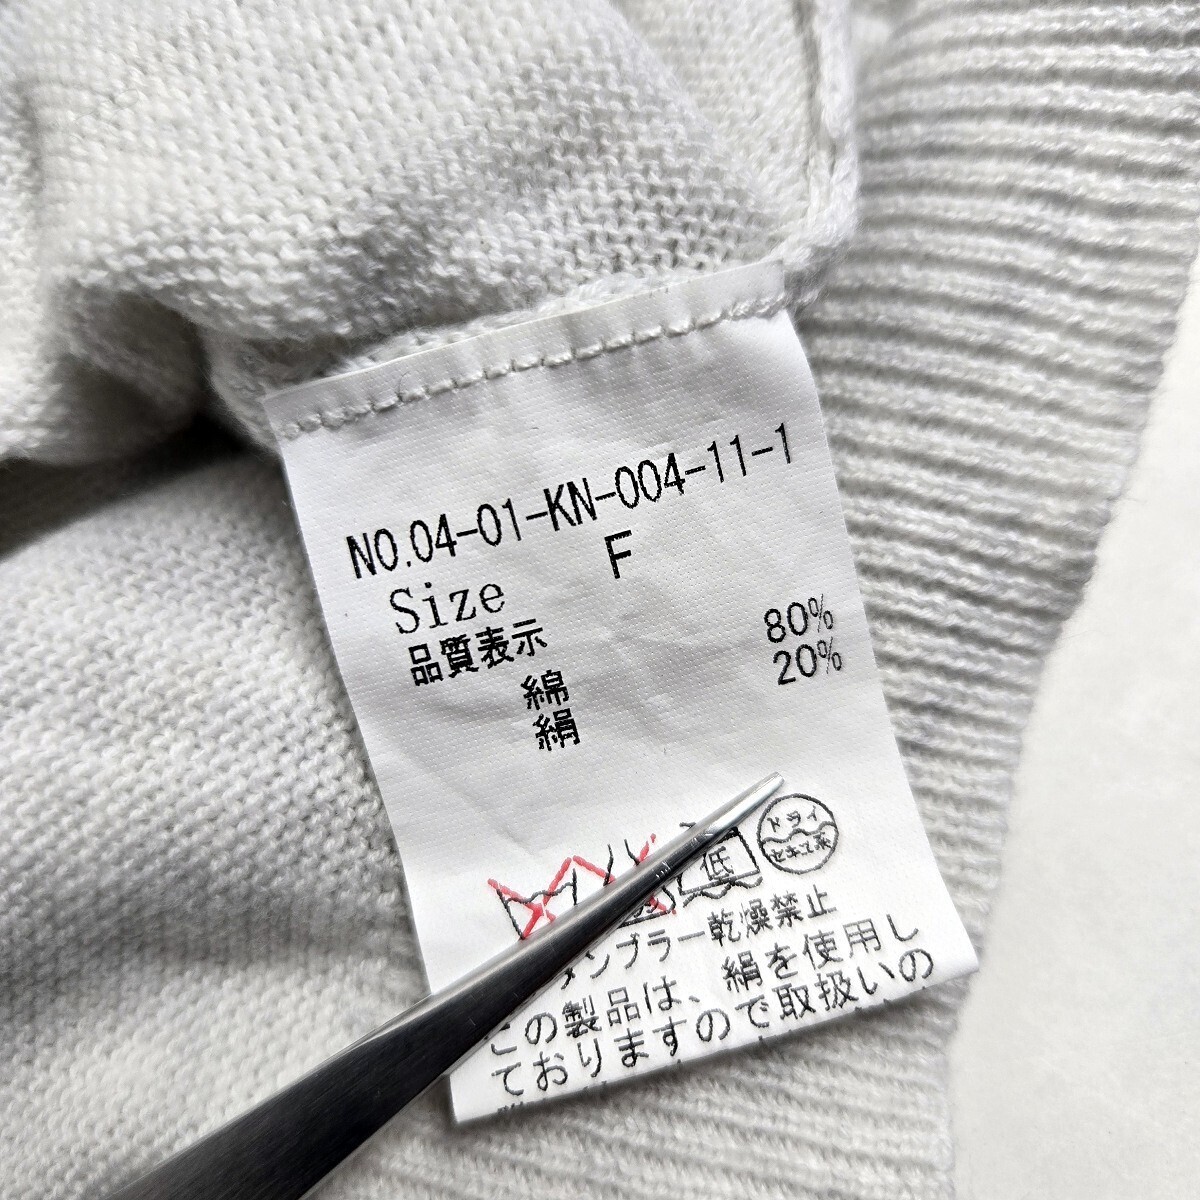 NO.04-01-KN-004-11-1
Size F
品質表示
綿 80%
絹 20%
低
ドライ
セキユ系
ンブラー乾燥禁止
この製品は、絹を使用し
ておりますので取扱いの